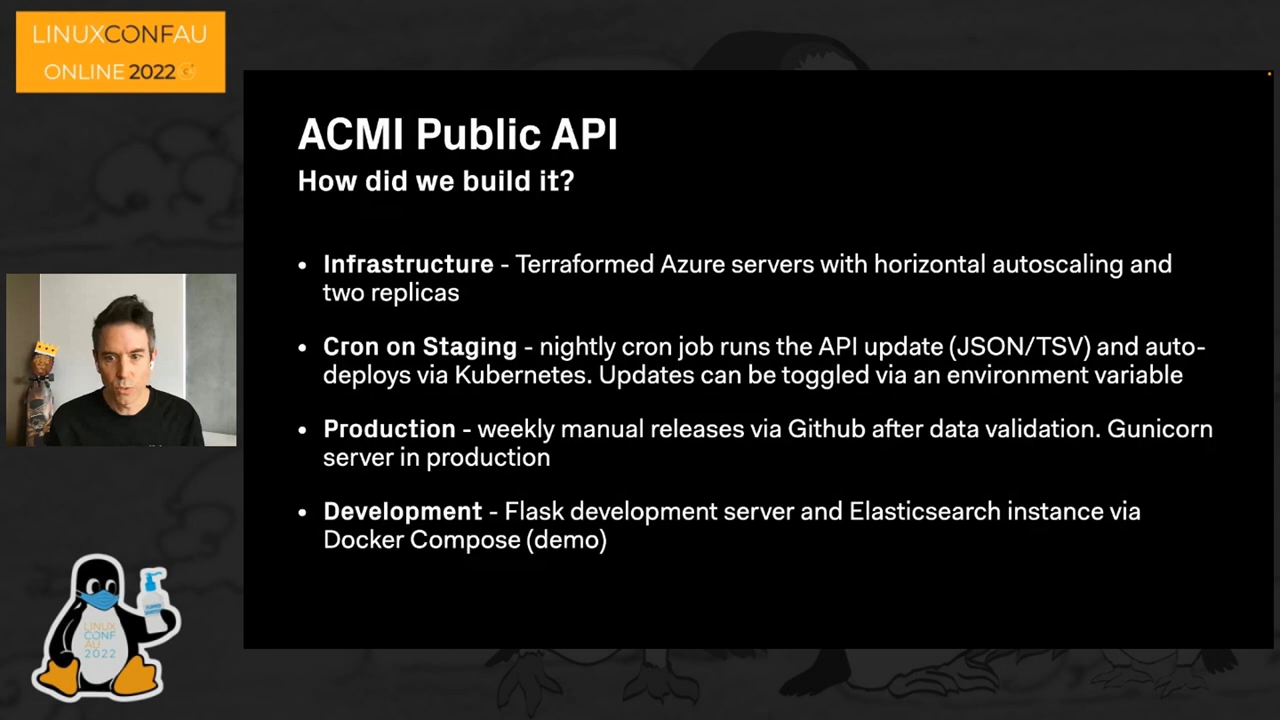 LINUXCONFAU
ONLINE 2022
ACMI Public API
How did we build it?
• Infrastructure - Terraformed Azure servers with horizontal autoscaling and
two replicas
• Cron on Staging - nightly cron job runs the API update (JSON/TSV) and auto-
deploys via Kubernetes. Updates can be toggled via an environment variable
• Production - weekly manual releases via Github after data validation. Gunicorn
server in production
• Development - Flask development server and Elasticsearch instance via
Docker Compose (demo)
LINUX
CONF
AU
2022